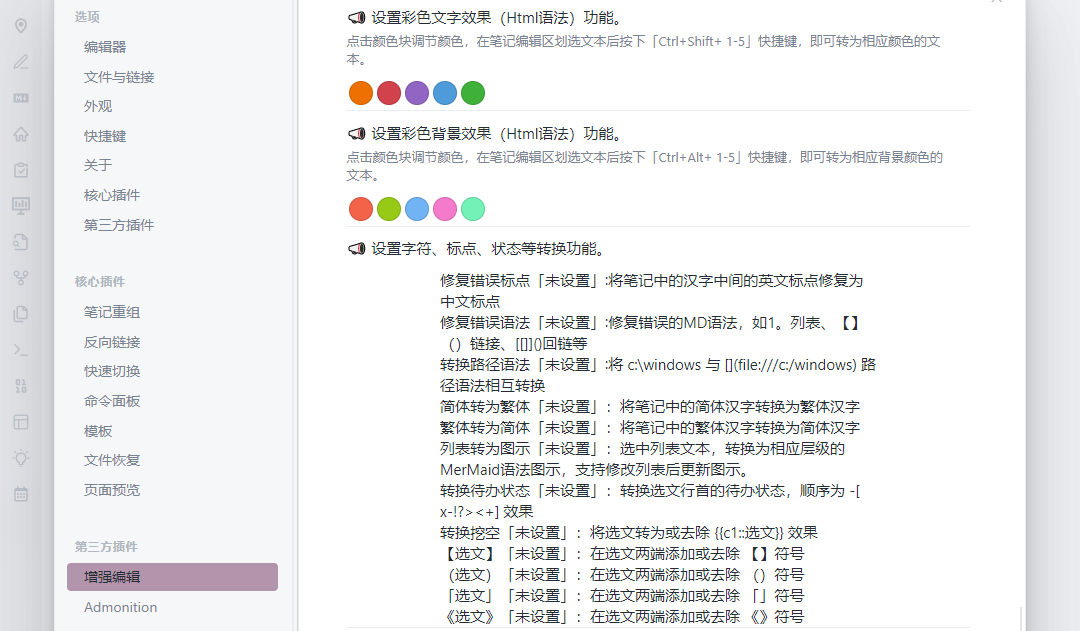 选项
编辑器
文件与链接
外观
快捷键
关于
核心插件
第三方插件
核心插件
笔记重组
反向链接
快速切换
命令面板
模板
文件恢复
页面预览
第三方插件
增强编辑
Admonition
设置彩色文字效果（Html语法）功能。
点击颜色块调节颜色，在笔记编辑区划选文本后按下「Ctrl+Shift+ 1-5」快捷键，即可转为相应颜色的文
本。
设置彩色背景效果（Html语法）功能。
点击颜色块调节颜色，在笔记编辑区划选文本后按下「Ctrl+Alt+ 1-5」快捷键，即可转为相应背景颜色的
文本。
设置字符、标点、状态等转换功能。
修复错误标点「未设置」:将笔记中的汉字中间的英文标点修复为
中文标点
修复错误语法「未设置」:修复错误的MD语法，如1。列表、【】
（）链接、[[]]()回链等
转换路径语法「未设置」:将 c:\windows 与 [](file:///c:/windows) 路
径语法相互转换
简体转为繁体「未设置」：将笔记中的简体汉字转换为繁体汉字
繁体转为简体「未设置」：将笔记中的繁体汉字转换为简体汉字
列表转为图示「未设置」：选中列表文本，转换为相应层级的
MerMaid语法图示，支持修改列表后更新图示。
转换待办状态「未设置」：转换选文行首的待办状态，顺序为 -[
x-!?><+] 效果
转换挖空「未设置」：将选文转为或去除 {{c1::选文}} 效果
【选文】「未设置」：在选文两端添加或去除 【】符号
（选文）「未设置」：在选文两端添加或去除 （）符号
「选文」「未设置」：在选文两端添加或去除 「」符号
《选文》「未设置」：在选文两端添加或去除 《》符号